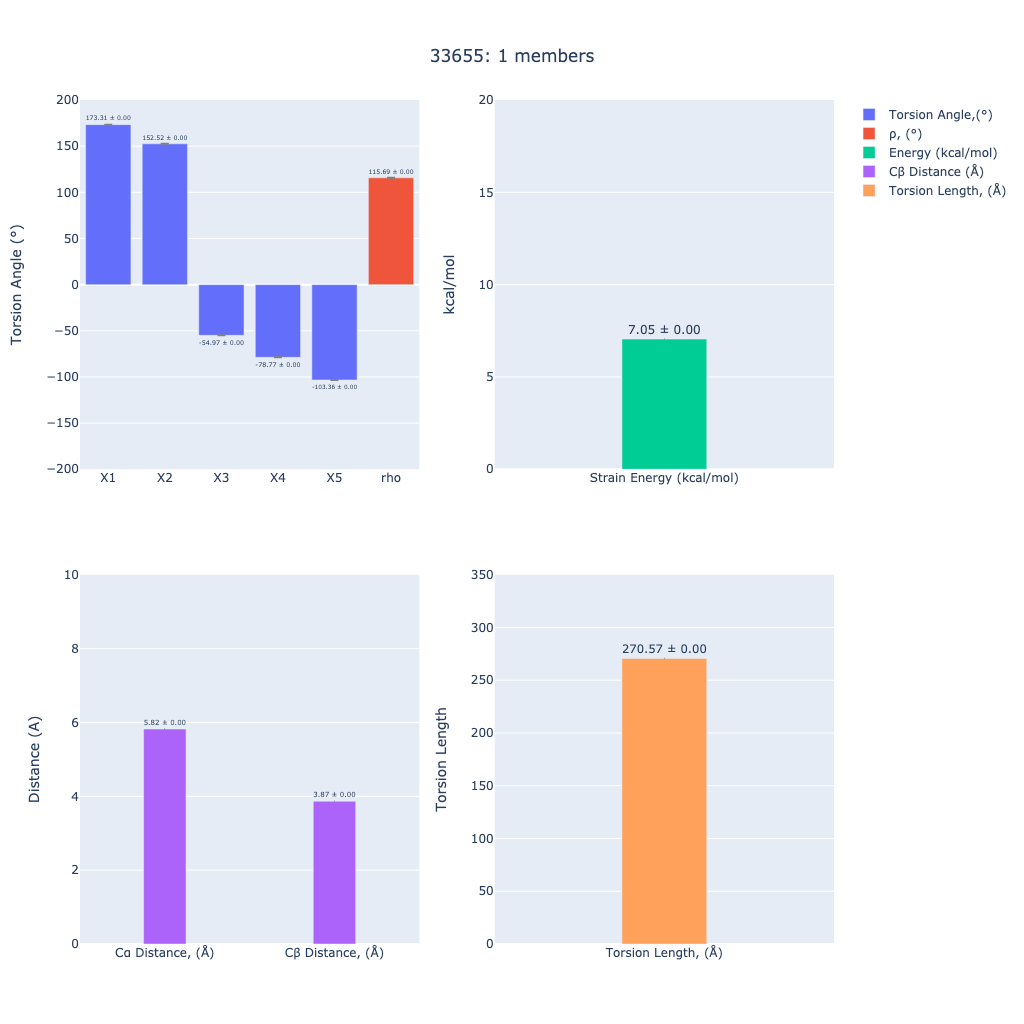 33655: 1 members
Torsion Angle (°)
200
150
100
50
0
−50
−100
−150
−200
173.31 ± 0.00
152.52 ± 0.00
-54.97 ± 0.00
-78.77 ± 0.00
-103.36 ± 0.00
115.69 ± 0.00
X1 X2 X3 X4 X5 rho
kcal/mol
20
15
10
5
0
7.05 ± 0.00
Strain Energy (kcal/mol)
Torsion Angle,(°)
ρ, (°)
Energy (kcal/mol)
Cβ Distance (Å)
Torsion Length, (Å)
Distance (A)
10
8
6
4
2
0
5.82 ± 0.00
3.87 ± 0.00
Cα Distance, (Å) Cβ Distance, (Å)
Torsion Length
350
300
250
200
150
100
50
0
270.57 ± 0.00
Torsion Length, (Å)